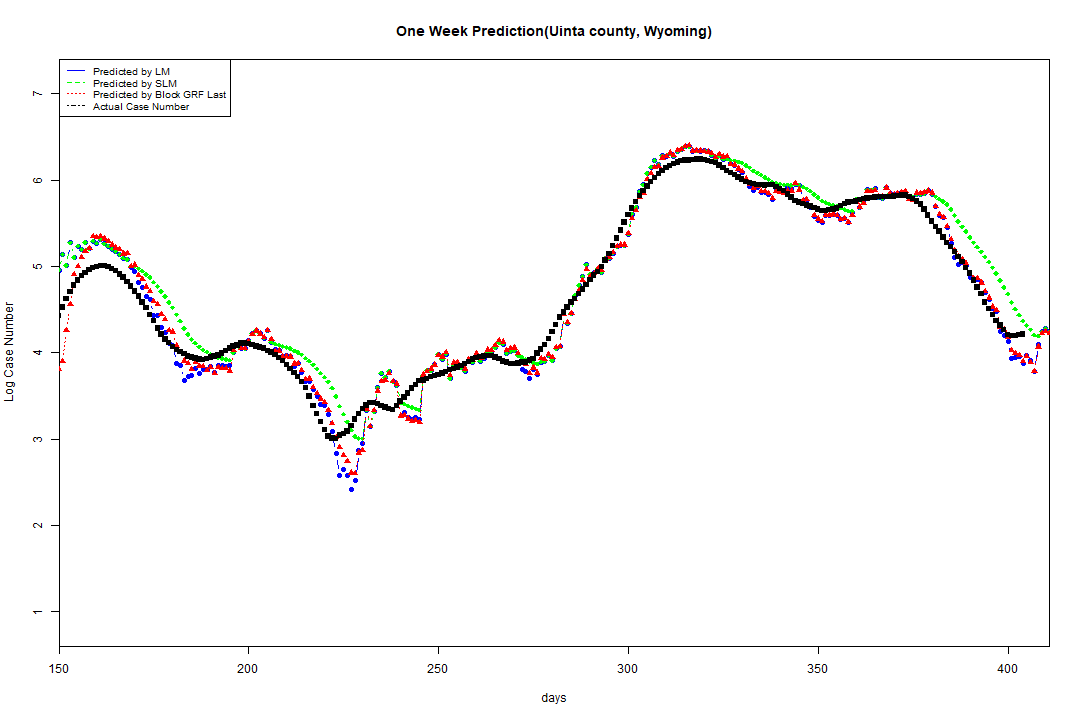 One Week Prediction(Uinta county, Wyoming)
Predicted by LM
Predicted by SLM
Predicted by Block GRF Last
Actual Case Number
7
6
5
4
3
2
1
Log Case Number
150 200 250 300 350 400
days